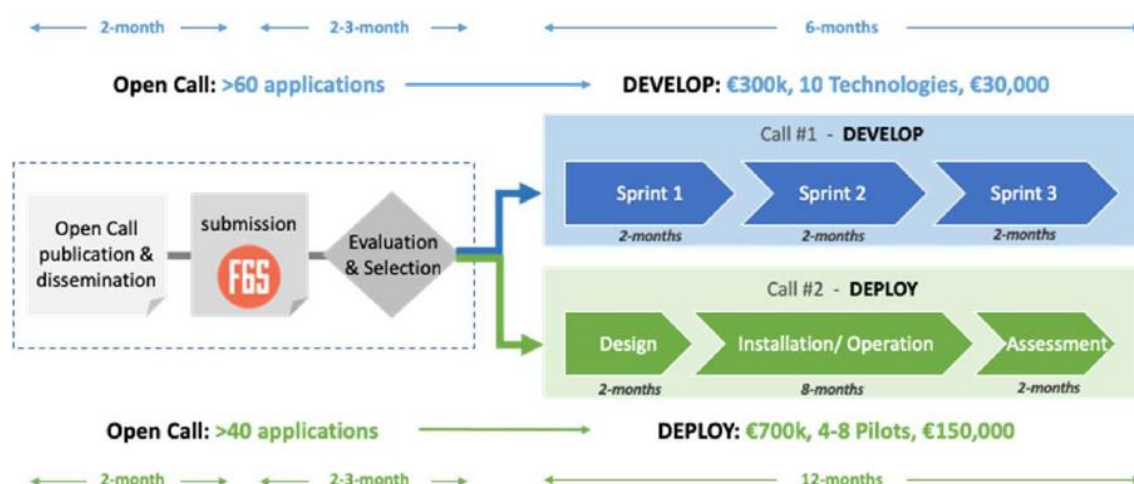 2-month 2-3-month 6-months
Open Call: >60 applications DEVELOP: €300k, 10 Technologies, €30,000
Call #1 - DEVELOP
Sprint 1 Sprint 2 Sprint 3
2-months 2-months 2-months
Open Call
publication &
dissemination
submission
F6S
Evaluation
& Selection
Call #2 - DEPLOY
Design Installation/ Operation Assessment
2-months 8-months 2-months
Open Call: >40 applications DEPLOY: €700k, 4-8 Pilots, €150,000
2-month 2-3-month 12-months